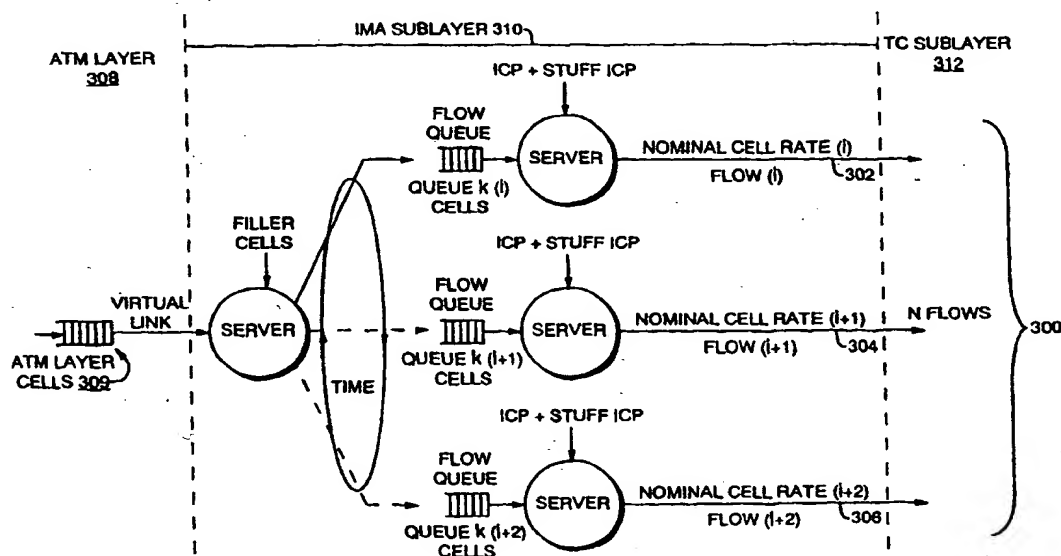 IMA SUBLAYER 310
ATM LAYER
308
TC SUBLAYER
312
ICP + STUFF ICP
FLOW
QUEUE
SERVER
NOMINAL CELL RATE (i)
FLOW (i)
302
QUEUE k (i)
CELLS
FILLER
CELLS
ICP + STUFF ICP
VIRTUAL
LINK
SERVER
FLOW
QUEUE
SERVER
NOMINAL CELL RATE (i+1)
FLOW (i+1)
304
N FLOWS
300
ATM LAYER
CELLS 309
TIME
QUEUE k (i+1)
CELLS
ICP + STUFF ICP
FLOW
QUEUE
SERVER
NOMINAL CELL RATE (i+2)
FLOW (i+2)
306
QUEUE k (i+2)
CELLS